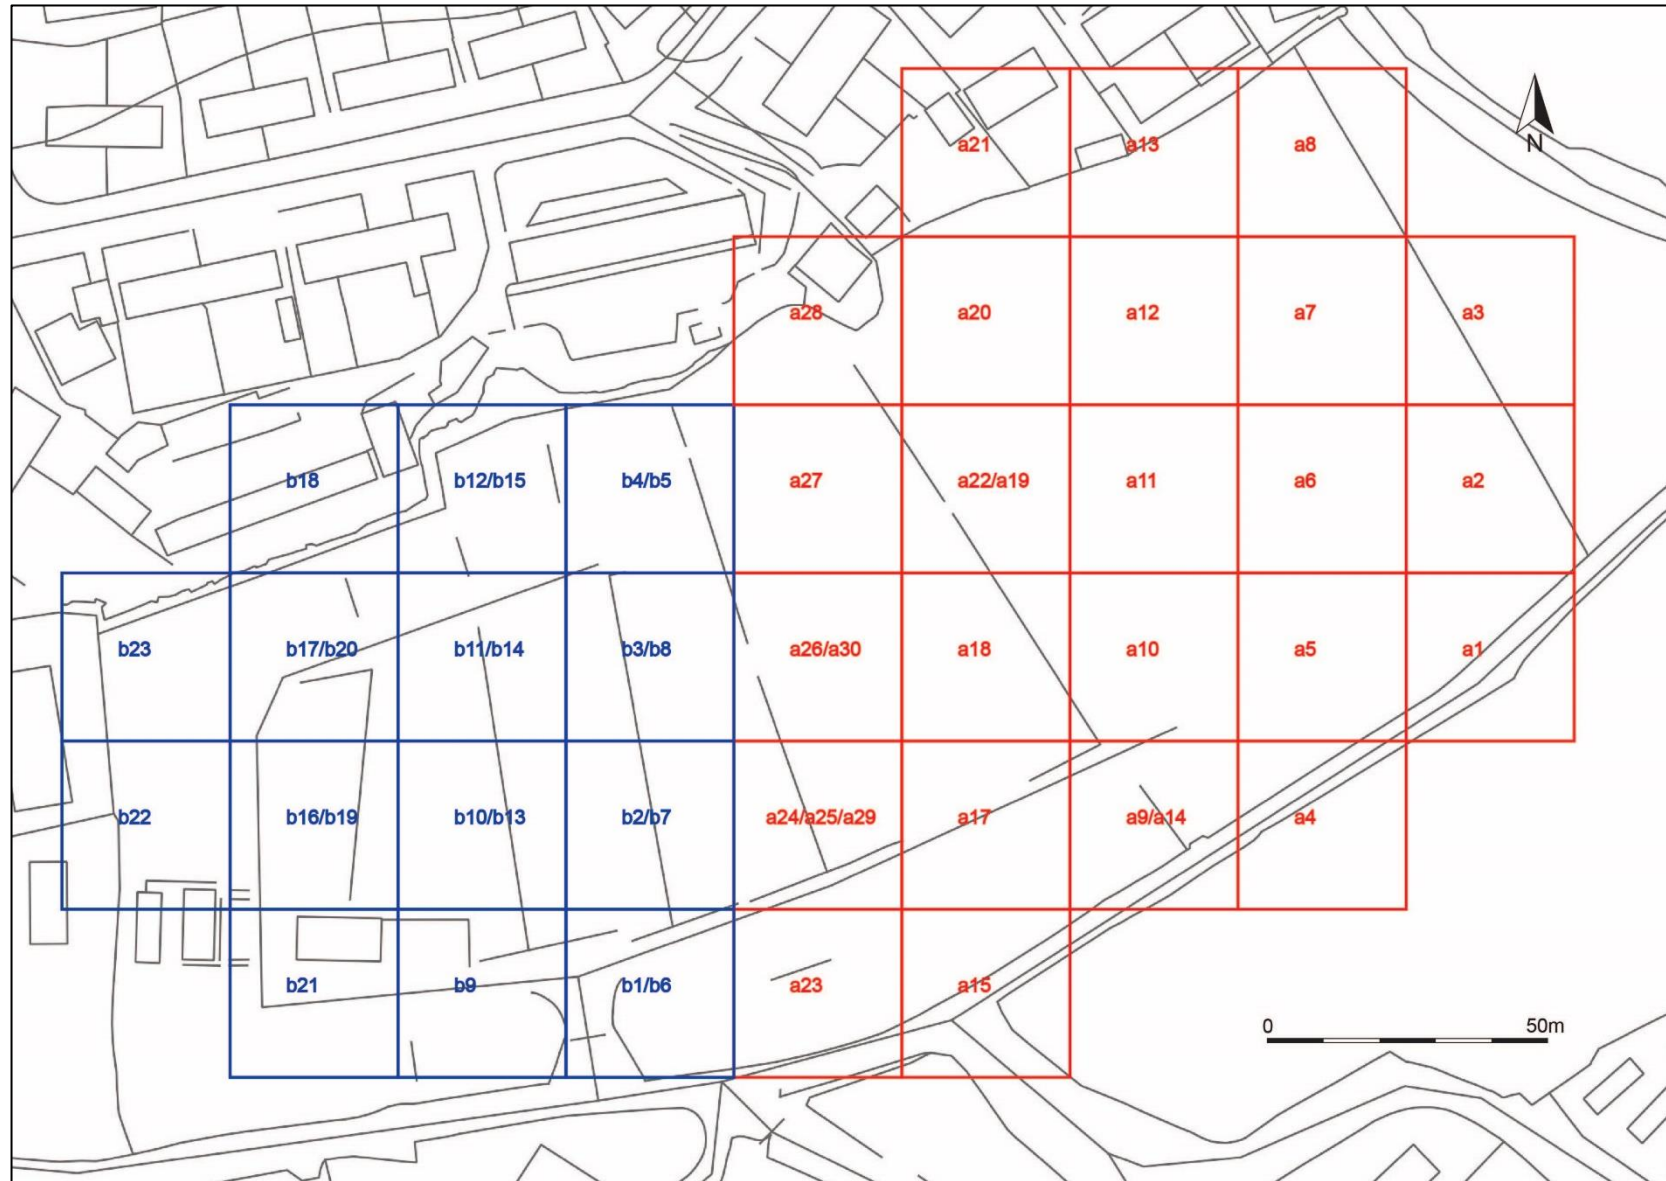 a21 a13 a8
N
a28 a20 a12 a7 a3
b18 b12/b15 b4/b5 a27 a22/a19 a11 a6 a2
b23 b17/b20 b11/b14 b3/b8 a26/a30 a18 a10 a5 a1
b22 b16/b19 b10/b13 b2/b7 a24/a25/a29 a17 a9/a14 a4
b21 b9 b1/b6 a23 a15
0 50m